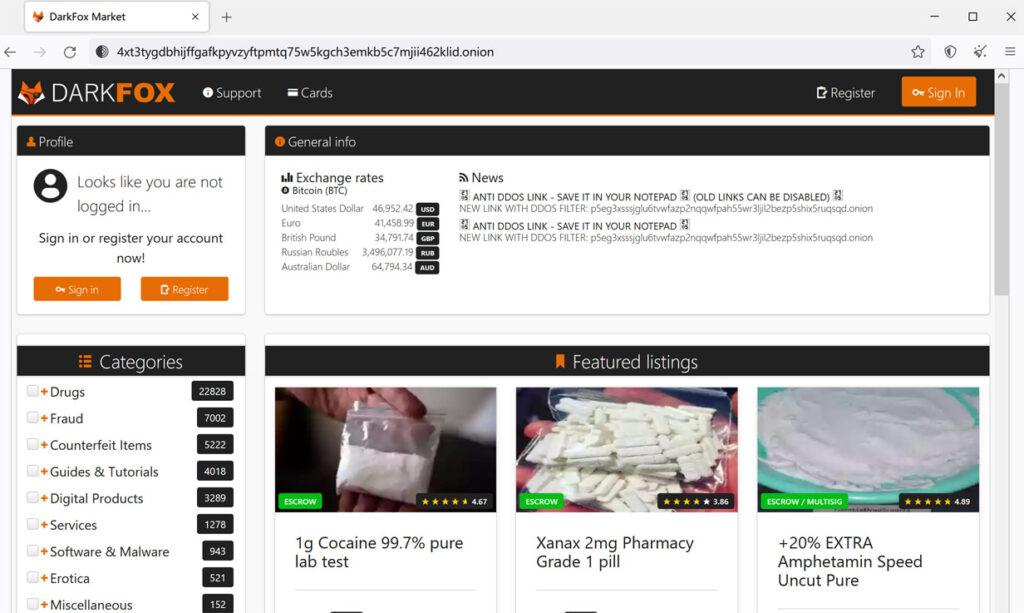 DarkFox Market
4xt3tygdbhijffgafkpyvzyftpmtq75w5kgch3emkb5c7mjii462klid.onion
DARKFOX
Support
Cards
Register
Sign In
Profile
Looks like you are not
logged in...
Sign in or register your account
now!
Sign in
Register
General info
Exchange rates
Bitcoin (BTC)
United States Dollar 46,952.42 USD
Euro 41,458.99 EUR
British Pound 34,791.74 GBP
Russian Roubles 3,496,077.19 RUB
Australian Dollar 64,794.34 AUD
News
ANTI DDOS LINK - SAVE IT IN YOUR NOTEPAD (OLD LINKS CAN BE DISABLED)
NEW LINK WITH DDOS FILTER: p5eg3xsssjglu6tvwfazp2nqqwfpah55wr3ljil2bezp5shix5ruqsqd.onion
ANTI DDOS LINK - SAVE IT IN YOUR NOTEPAD
NEW LINK WITH DDOS FILTER: p5eg3xsssjglu6tvwfazp2nqqwfpah55wr3ljil2bezp5shix5ruqsqd.onion
Categories
Drugs 22828
Fraud 7002
Counterfeit Items 5222
Guides & Tutorials 4018
Digital Products 3289
Services 1278
Software & Malware 943
Erotica 521
Miscellaneous 152
Featured listings
ESCROW
4.67
1g Cocaine 99.7% pure
lab test
ESCROW
3.86
Xanax 2mg Pharmacy
Grade 1 pill
ESCROW / MULTISIG
4.89
+20% EXTRA
Amphetamin Speed
Uncut Pure